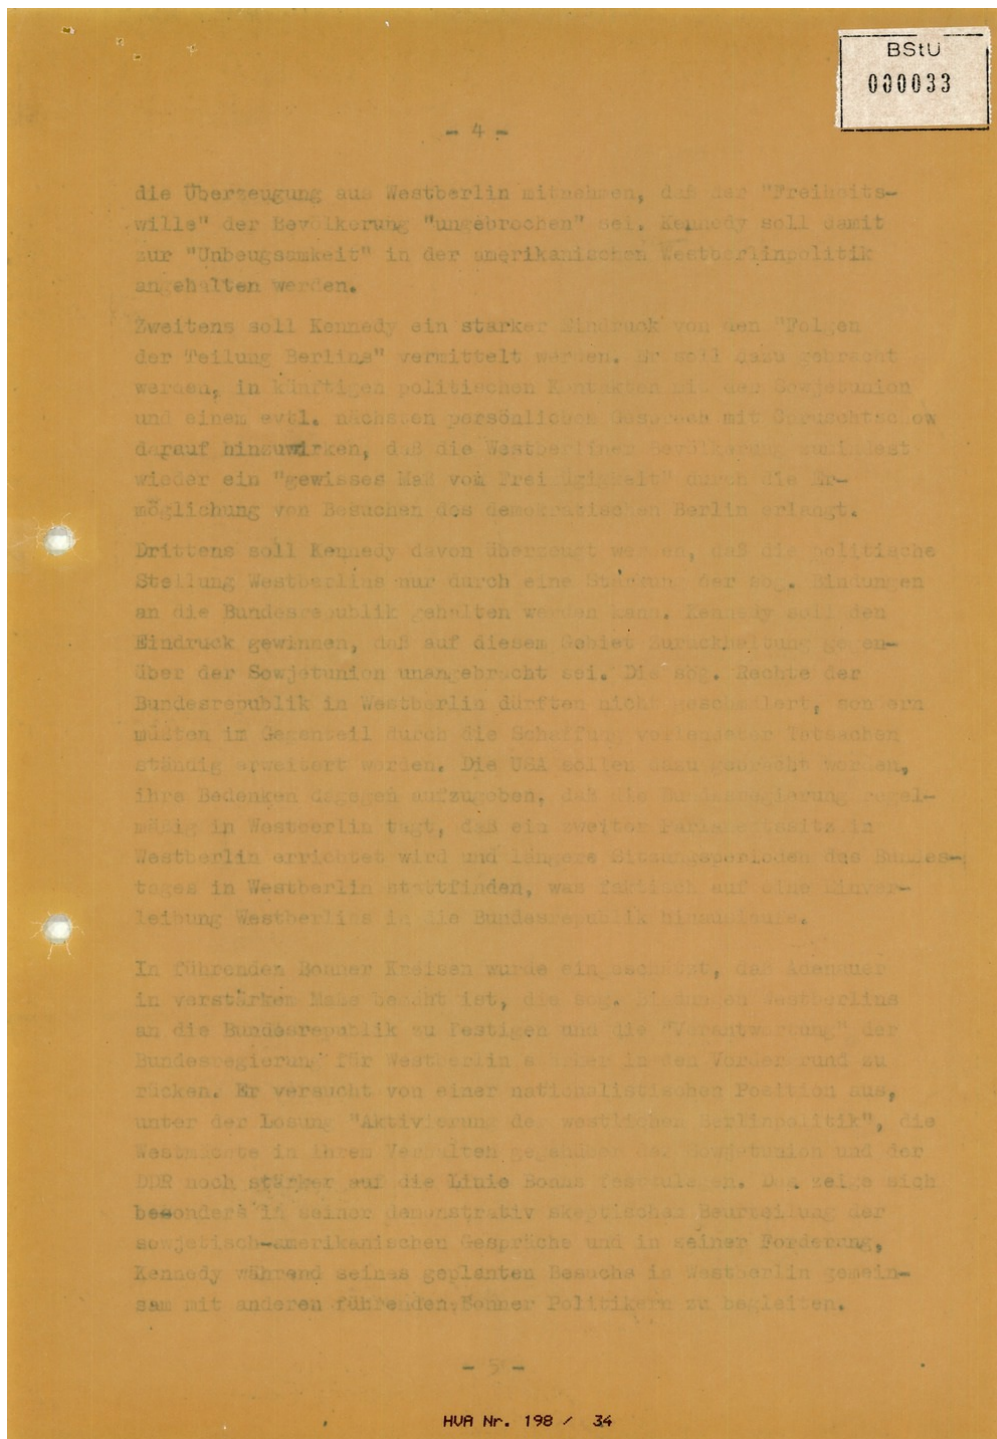 BStU
000033
- 4 -
die Überzeugung aus Westberlin mitnehmen, daß der "Freiheits-
wille" der Bevölkerung "ungebrochen" sei. Kennedy soll damit
zur "Unbeugsamkeit" in der amerikanischen Westberlinpolitik
angehalten werden.
Zweitens soll Kennedy ein starker Eindruck von den "Folgen
der Teilung Berlins" vermittelt werden. Er soll dazu gebracht
werden, in künftigen politischen Kontakten mit der Sowjetunion
und einem evtl. nächsten persönlichen Gespräch mit Chruschtschow
darauf hinzuwirken, daß die Westberliner Bevölkerung zumindest
wieder ein "gewisses Maß von Freizügigkeit" durch die Er-
möglichung von Besuchen des demokratischen Berlin erlangt.
Drittens soll Kennedy davon überzeugt werden, daß die politische
Stellung Westberlins nur durch eine Stärkung der sog. Bindungen
an die Bundesrepublik gehalten werden kann. Kennedy soll den
Eindruck gewinnen, daß auf diesem Gebiet Zurückhaltung gegen-
über der Sowjetunion unangebracht sei. Die sog. Rechte der
Bundesrepublik in Westberlin dürften nicht geschmälert, sondern
müßten im Gegenteil durch die Schaffung vollendeter Tatsachen
ständig erweitert werden. Die USA sollen dazu gebracht werden,
ihre Bedenken dagegen aufzugeben, daß die Bundesregierung regel-
mäßig in Westberlin tagt, daß ein zweiter Parlamentssitz in
Westberlin errichtet wird und längere Sitzungsperioden des Bundes-
tages in Westberlin stattfinden, was faktisch auf eine Einver-
leibung Westberlins in die Bundesrepublik hinausliefe.
In führenden Bonner Kreisen wurde eingeschätzt, daß Adenauer
in verstärkem Maße bemüht ist, die sog. Bindungen Westberlins
an die Bundesrepublik zu festigen und die "Verantwortung" der
Bundesregierung für Westberlin stärker in den Vordergrund zu
rücken. Er versucht von einer nationalistischen Position aus,
unter der Losung "Aktivierung der westlichen Berlinpolitik", die
Westmächte in ihrem Verhalten gegenüber der Sowjetunion und der
DDR noch stärker auf die Linie Bonns festzulegen. Das zeige sich
besonders in seiner demonstrativ skeptischen Beurteilung der
sowjetisch-amerikanischen Gespräche und in seiner Forderung,
Kennedy während seines geplanten Besuchs in Westberlin gemein-
sam mit anderen führenden Bonner Politikern zu begleiten.
- 5 -
HVA Nr. 198 / 34